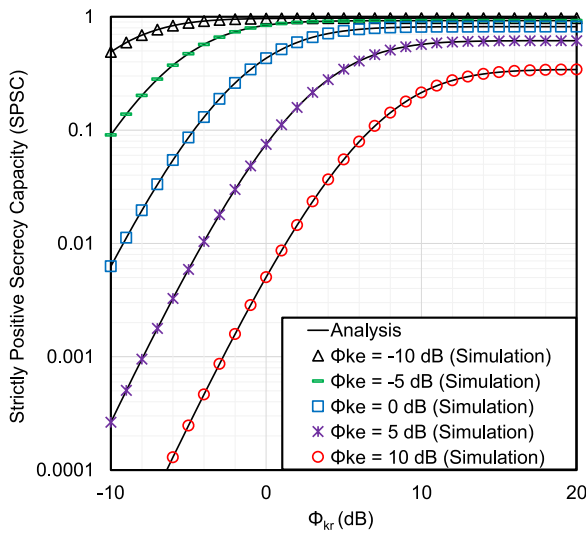 1
0.1
0.01
0.001
0.0001
Strictly Positive Secrecy Capacity (SPSC)
-10
0
10
20
Φkr (dB)
Analysis
Φke = -10 dB (Simulation)
Φke = -5 dB (Simulation)
Φke = 0 dB (Simulation)
Φke = 5 dB (Simulation)
Φke = 10 dB (Simulation)